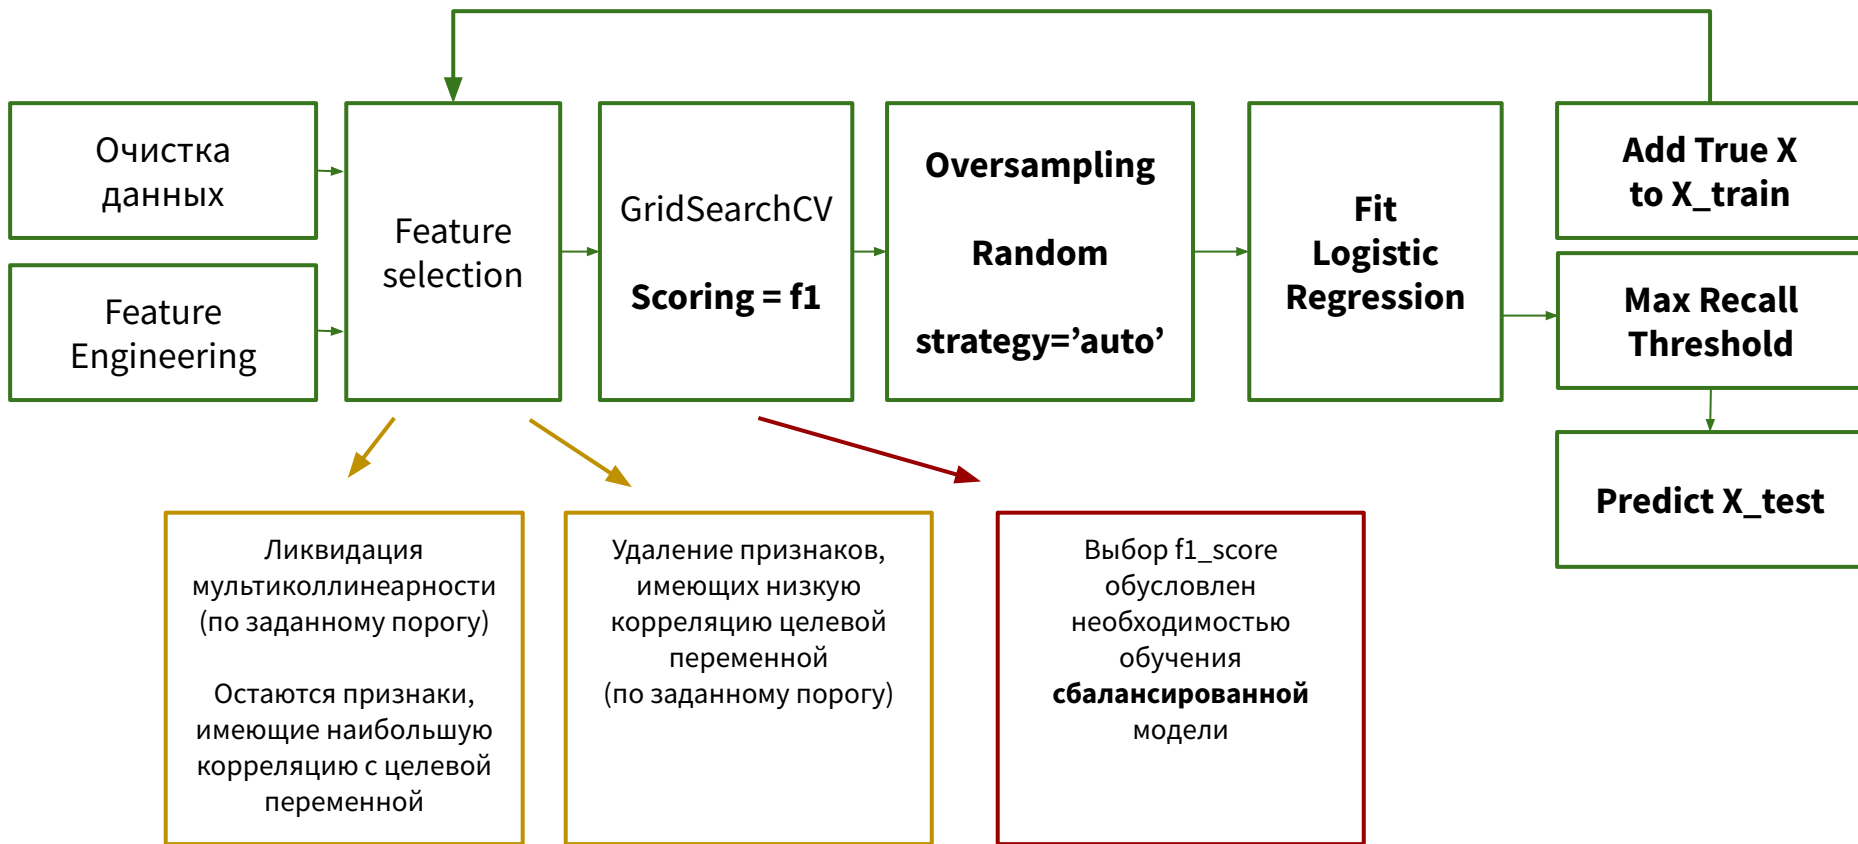 Очистка
данных
Feature
Engineering
Feature
selection
GridSearchCV
Scoring = f1
Oversampling
Random
strategy=’auto’
Fit
Logistic
Regression
Add True X
to X_train
Max Recall
Threshold
Predict X_test
Ликвидация
мультиколлинеарности
(по заданному порогу)
Остаются признаки,
имеющие наибольшую
корреляцию с целевой
переменной
Удаление признаков,
имеющих низкую
корреляцию целевой
переменной
(по заданному порогу)
Выбор f1_score
обусловлен
необходимостью
обучения
сбалансированной
модели